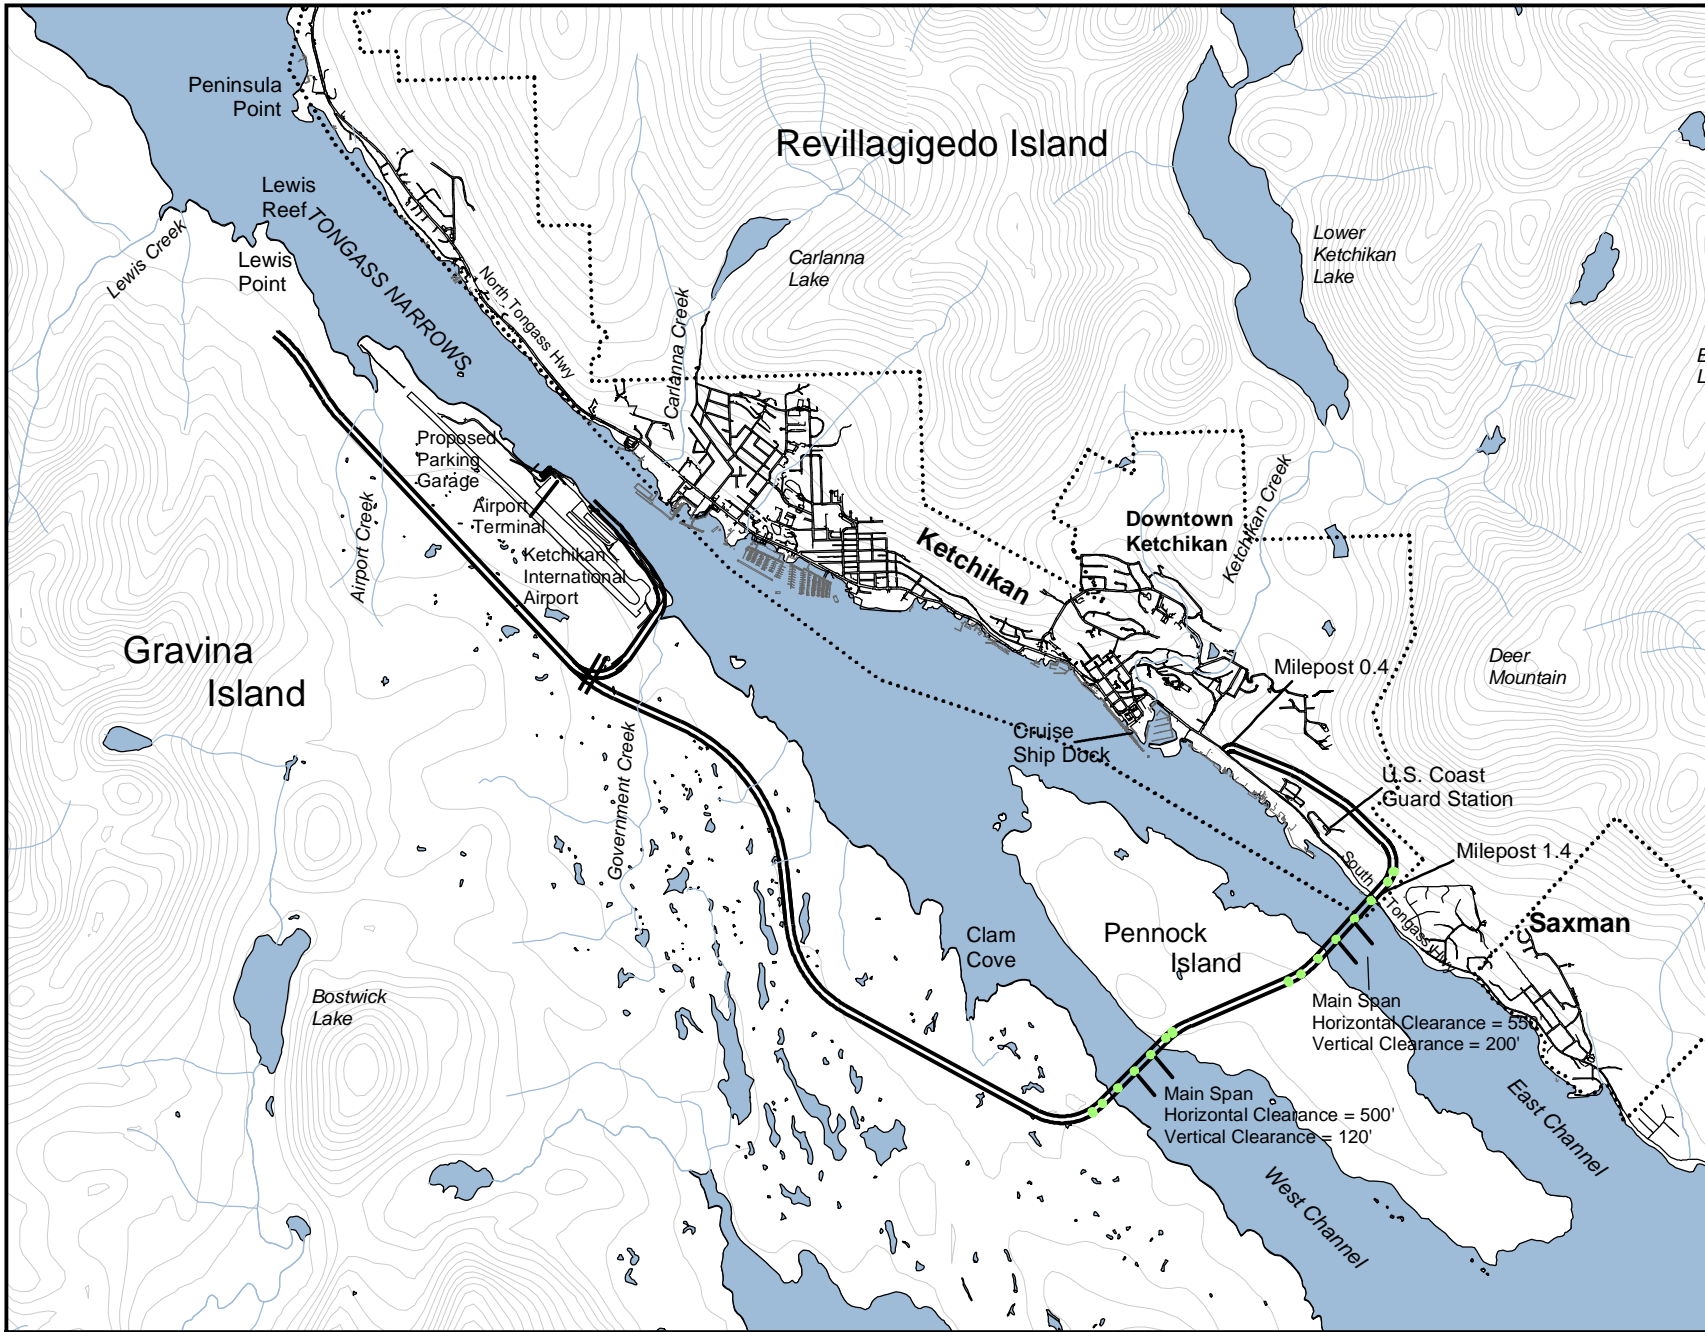 Peninsula
Point
Revillagigedo Island
Lewis
Reef
TONGASS NARROWS
Lewis Creek
Lewis
Point
North Tongass Hwy
Carlanna Creek
Carlanna
Lake
Lower
Ketchikan
Lake
Proposed
Parking
Garage
Airport
Terminal
Ketchikan
International
Airport
Airport Creek
Ketchikan
Downtown
Ketchikan
Ketchikan Creek
Gravina
Island
Milepost 0.4
Deer
Mountain
Cruise
Ship Dock
Government Creek
U.S. Coast
Guard Station
Milepost 1.4
South Tongass Hwy
Saxman
Clam
Cove
Pennock
Island
Bostwick
Lake
Main Span
Horizontal Clearance = 550'
Vertical Clearance = 200'
Main Span
Horizontal Clearance = 500'
Vertical Clearance = 120'
East Channel
West Channel